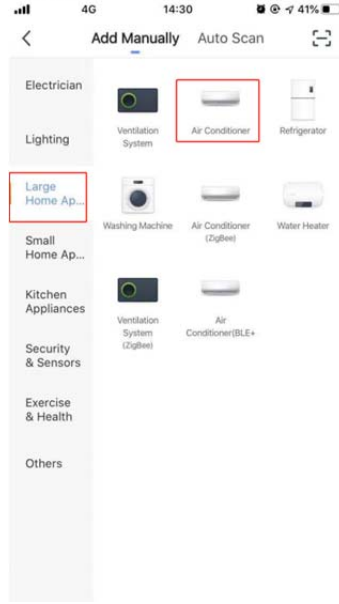 4G 14:30 41%
Add Manually Auto Scan
Electrician
Lighting
Large
Home Ap...
Small
Home Ap...
Kitchen
Appliances
Security
& Sensors
Exercise
& Health
Others
Ventilation
System
Air Conditioner
Refrigerator
Washing Machine
Air Conditioner
(ZigBee)
Water Heater
Ventilation
System
(ZigBee)
Air
Conditioner(BLE+